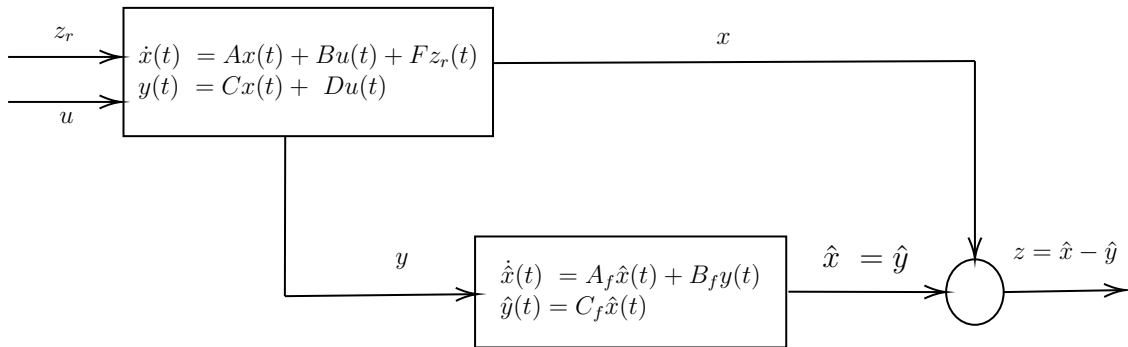 z_r
ẋ(t) = Ax(t) + Bu(t) + Fz_r(t)
y(t) = Cx(t) + Du(t)
x
u
y
x̂̇(t) = A_f x̂(t) + B_f y(t)
ŷ(t) = C_f x̂(t)
x̂ = ŷ
z = x̂ − ŷ